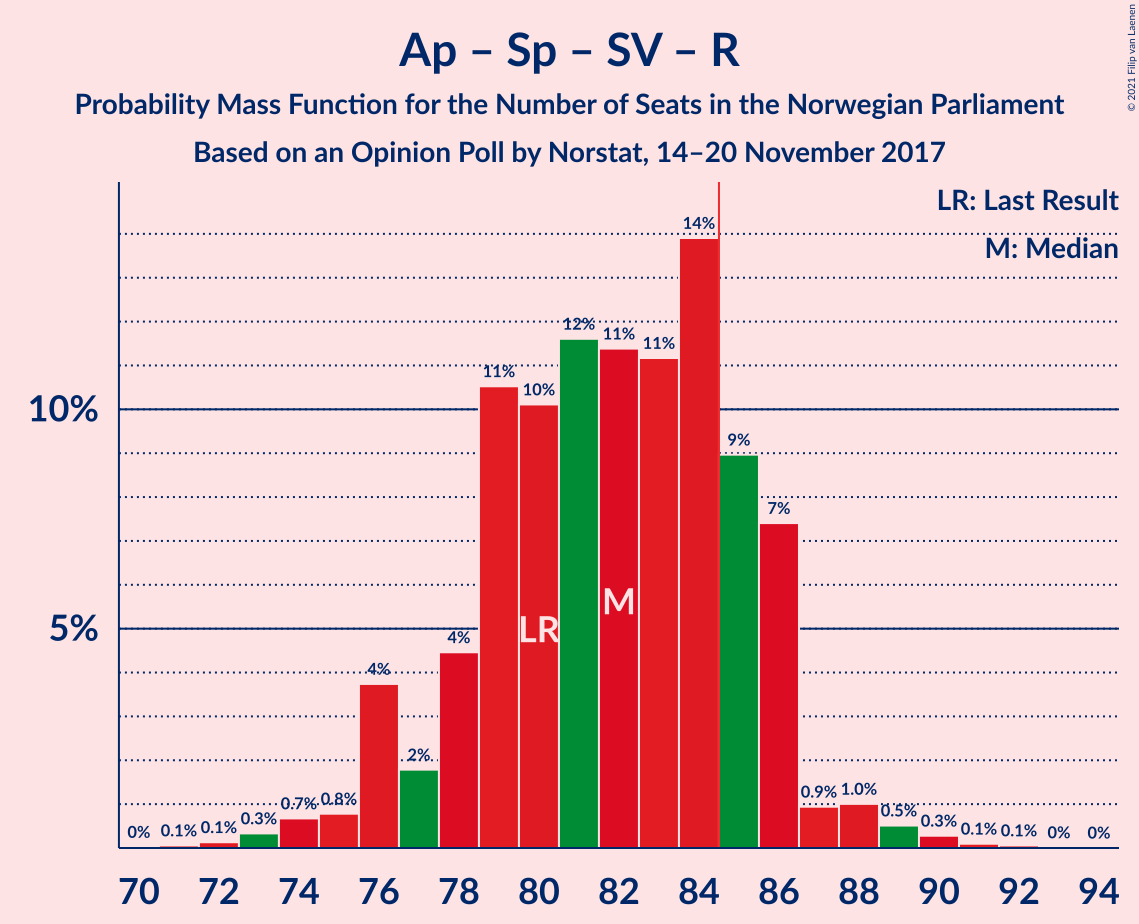 Ap – Sp – SV – R
Probability Mass Function for the Number of Seats in the Norwegian Parliament
Based on an Opinion Poll by Norstat, 14–20 November 2017
© 2021 Filip van Laenen
LR: Last Result
M: Median
10%
5%
0% 0.1% 0.1% 0.3% 0.7% 0.8% 4% 2% 4% 11% 10% 12% 11% 11% 14% 9% 7% 0.9% 1.0% 0.5% 0.3% 0.1% 0.1% 0% 0%
LR M
70 72 74 76 78 80 82 84 86 88 90 92 94